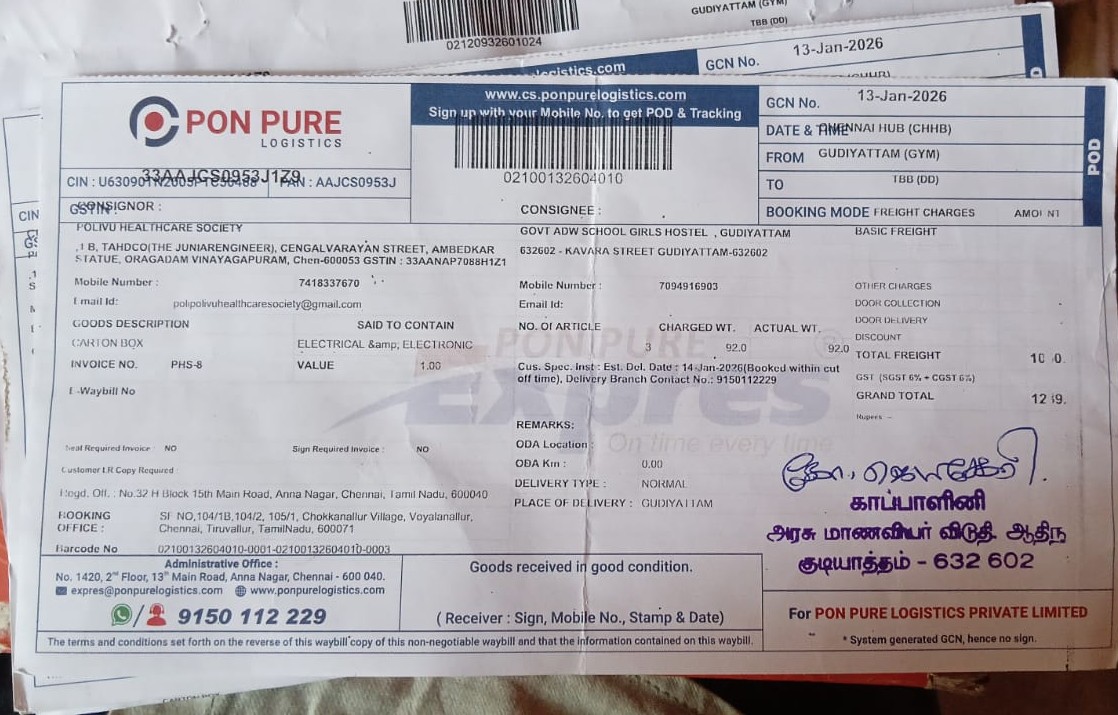 GUDIYATTAM (GYM)
TBB (DD)
02120932601024
13-Jan-2026
GCN No.
PON PURE
LOGISTICS
www.cs.ponpurelogistics.com
Sign up with your Mobile No. to get POD & Tracking
02100132604010
GCN No. 13-Jan-2026
DATE & TIME CHENNAI HUB (CHHB)
FROM GUDIYATTAM (GYM)
TO TBB (DD)
BOOKING MODE FREIGHT CHARGES
POD
33AAJCS0953J1Z9
PAN : AAJCS0953J
GSTIN :
CONSIGNOR :
POLIVU HEALTHCARE SOCIETY
,1 B, TAHDCO(THE JUNIARENGINEER), CENGALVARAYAN STREET, AMBEDKAR
STATUE, ORAGADAM VINAYAGAPURAM, Chen-600053 GSTIN : 33AANAP7088H1Z1
Mobile Number : 7418337670
Email Id: polipolivuhealthcaresociety@gmail.com
GOODS DESCRIPTION SAID TO CONTAIN
CARTON BOX ELECTRICAL &amp; ELECTRONIC
INVOICE NO. PHS-8 VALUE 1.00
E-Waybill No
Seal Required Invoice : NO Sign Required Invoice : NO
Customer LR Copy Required :
Regd. Off. : No.32 H Block 15th Main Road, Anna Nagar, Chennai, Tamil Nadu, 600040
BOOKING OFFICE : SF NO,104/1B,104/2, 105/1, Chokkanallur Village, Voyalanallur,
Chennai, Tiruvallur, TamilNadu, 600071
Barcode No 02100132604010-0001-02100132604010-0003
CONSIGNEE :
GOVT ADW SCHOOL GIRLS HOSTEL , GUDIYATTAM
632602 - KAVARA STREET GUDIYATTAM-632602
Mobile Number : 7094916903
Email Id:
NO. OF ARTICLE CHARGED WT. ACTUAL WT.
3 92.0 92.0
Cus. Spec. Inst : Est. Del. Date : 14-Jan-2026(Booked within cut
off time), Delivery Branch Contact No.: 9150112229
PON PURE
Expres
On time every time
REMARKS:
ODA Location :
ODA Km : 0.00
DELIVERY TYPE : NORMAL
PLACE OF DELIVERY : GUDIYATTAM
BASIC FREIGHT
OTHER CHARGES
DOOR COLLECTION
DOOR DELIVERY
DISCOUNT
TOTAL FREIGHT
GST (SGST 6% + CGST 6%)
GRAND TOTAL
Rupees --
காப்பாளினி
அரசு மாணவியர் விடுதி ஆதிந
குடியாத்தம் - 632 602
Administrative Office :
No. 1420, 2nd Floor, 13th Main Road, Anna Nagar, Chennai - 600 040.
expres@ponpurelogistics.com www.ponpurelogistics.com
9150 112 229
Goods received in good condition.
( Receiver : Sign, Mobile No., Stamp & Date)
For PON PURE LOGISTICS PRIVATE LIMITED
* System generated GCN, hence no sign.
The terms and conditions set forth on the reverse of this waybill copy of this non-negotiable waybill and that the information contained on this waybill.